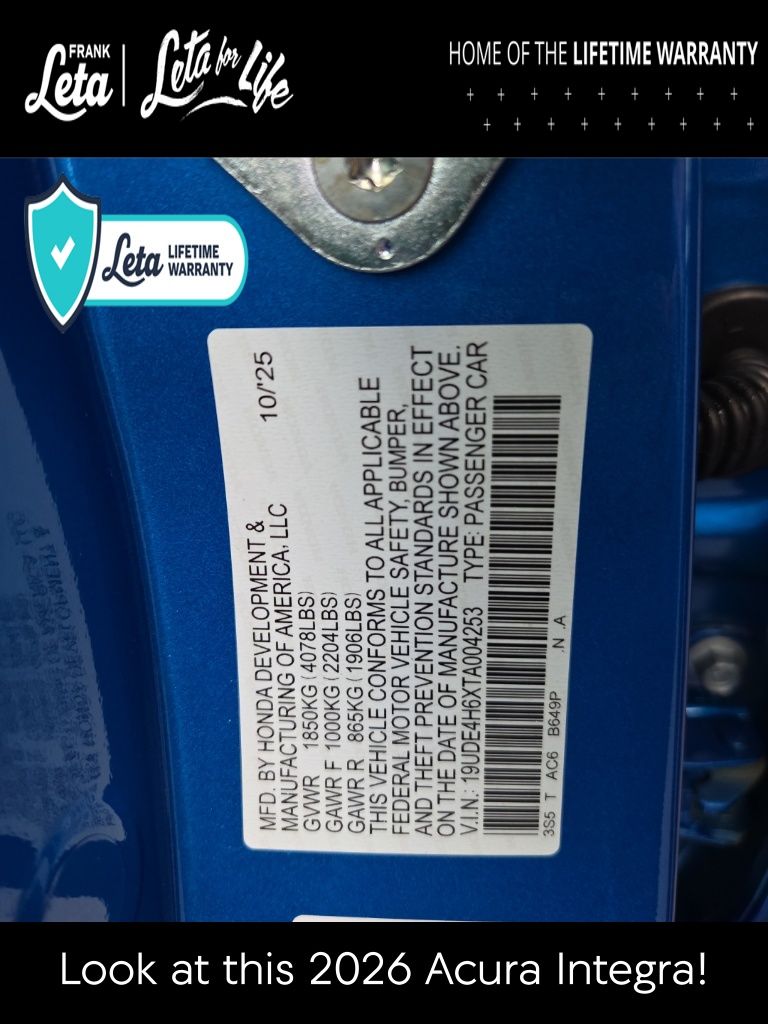 FRANK
Leta
Leta for Life
HOME OF THE LIFETIME WARRANTY
Leta LIFETIME
WARRANTY
MFD. BY HONDA DEVELOPMENT & 10/'25
MANUFACTURING OF AMERICA, LLC
GVWR 1850KG (4078LBS)
GAWR F 1000KG (2204LBS)
GAWR R 865KG (1906LBS)
THIS VEHICLE CONFORMS TO ALL APPLICABLE
FEDERAL MOTOR VEHICLE SAFETY, BUMPER,
AND THEFT PREVENTION STANDARDS IN EFFECT
ON THE DATE OF MANUFACTURE SHOWN ABOVE.
V.I.N.: 19UDE4H6XTA004253 TYPE: PASSENGER CAR
3S5 T AC6 B649P .N .A
Look at this 2026 Acura Integra!